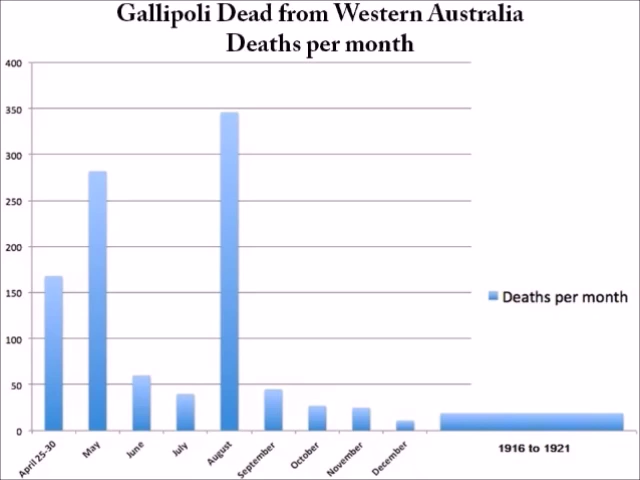 Gallipoli Dead from Western Australia
Deaths per month
400
350
300
250
200
150
100
50
0
April 25-30
May
June
July
August
September
October
November
December
1916 to 1921
Deaths per month